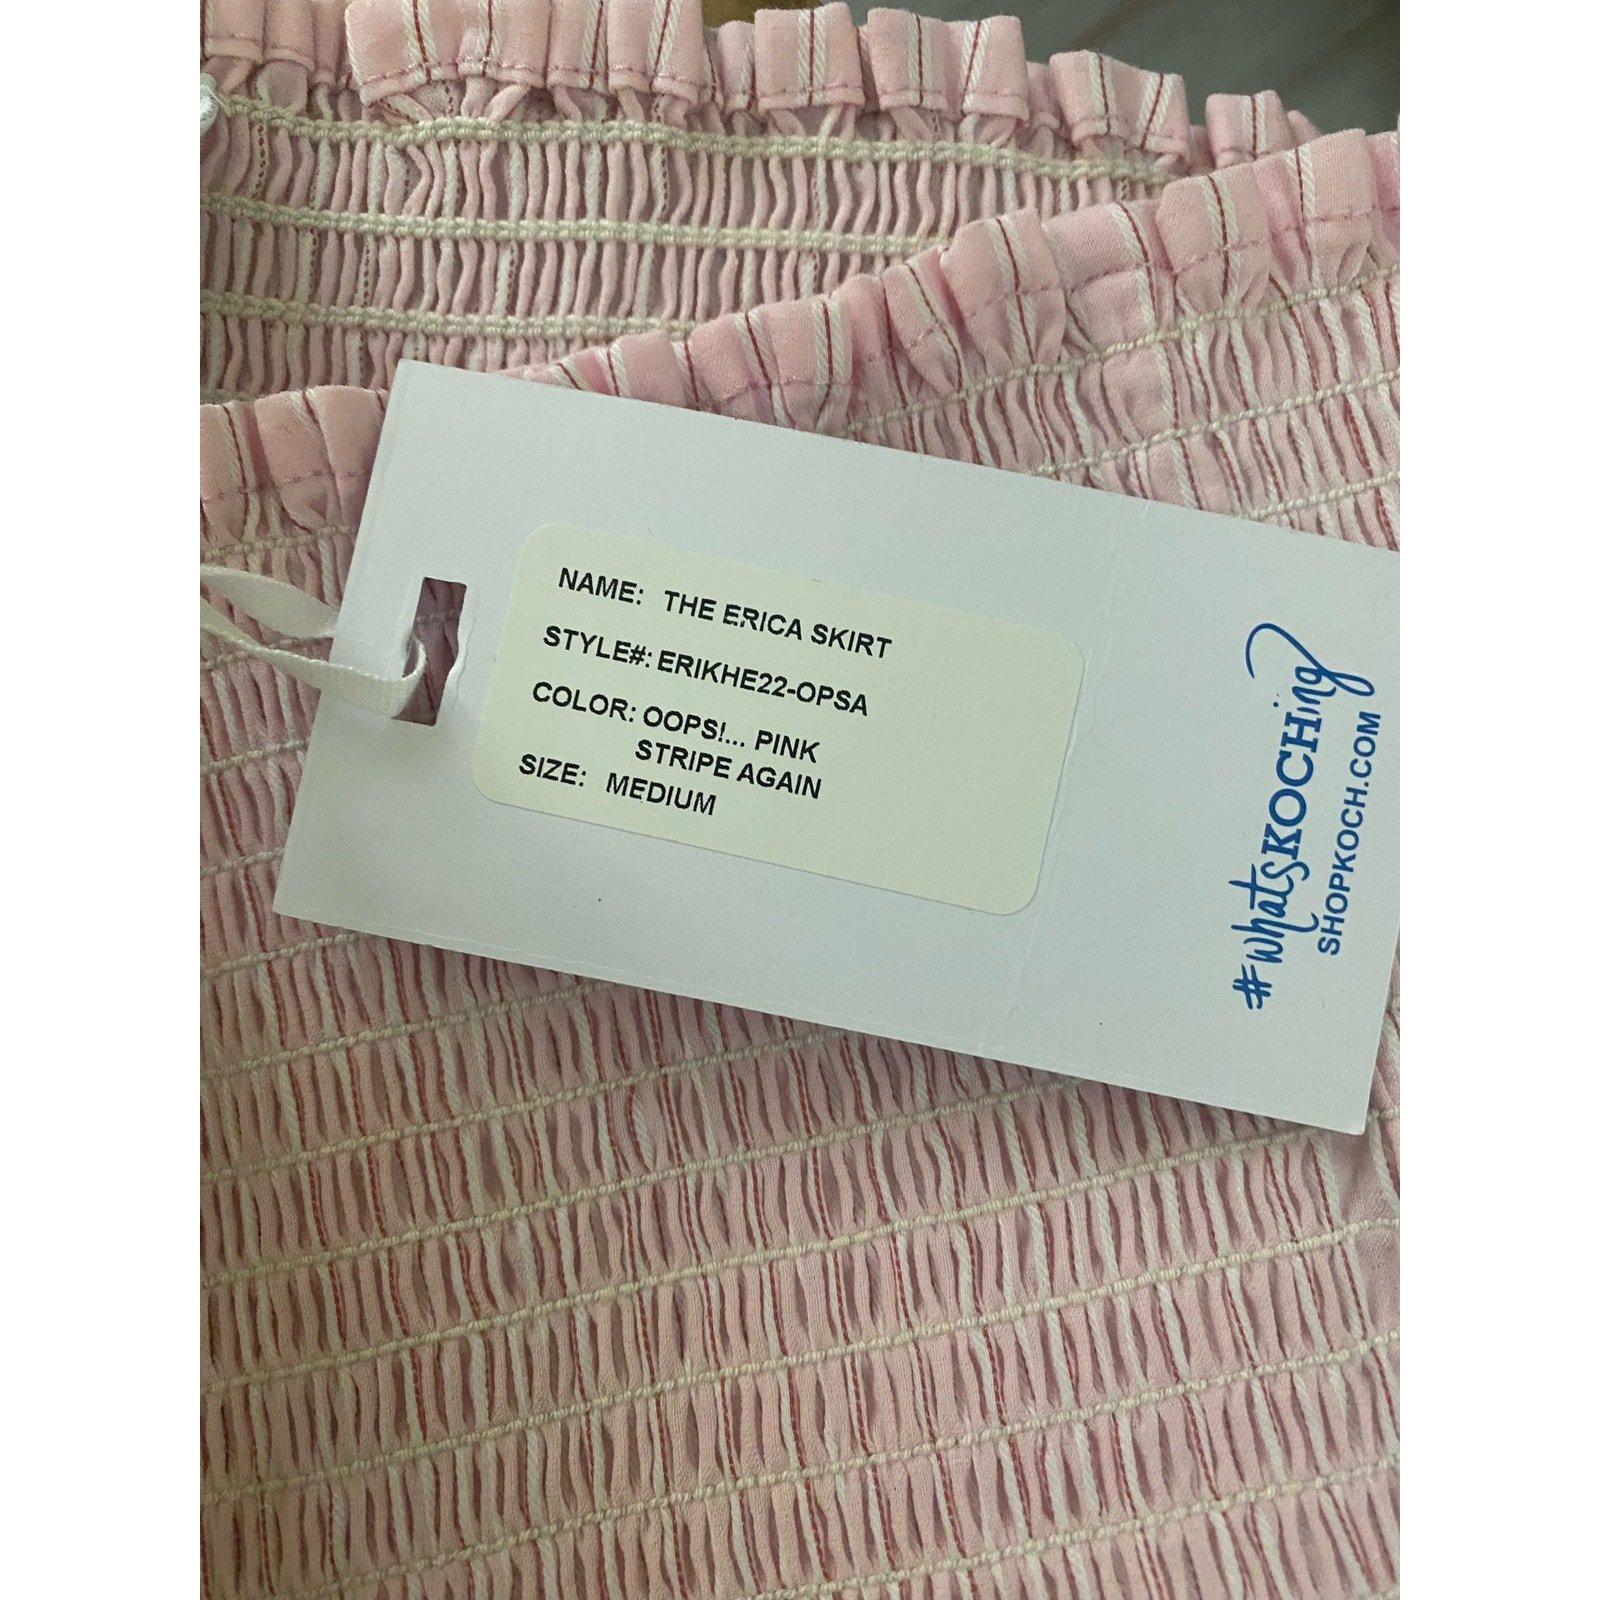 NAME: THE ERICA SKIRT
STYLE#: ERIKHE22-OPSA
COLOR: OOPS!... PINK
STRIPE AGAIN
SIZE: MEDIUM
#whatsKOCHing
SHOPKOCH.COM